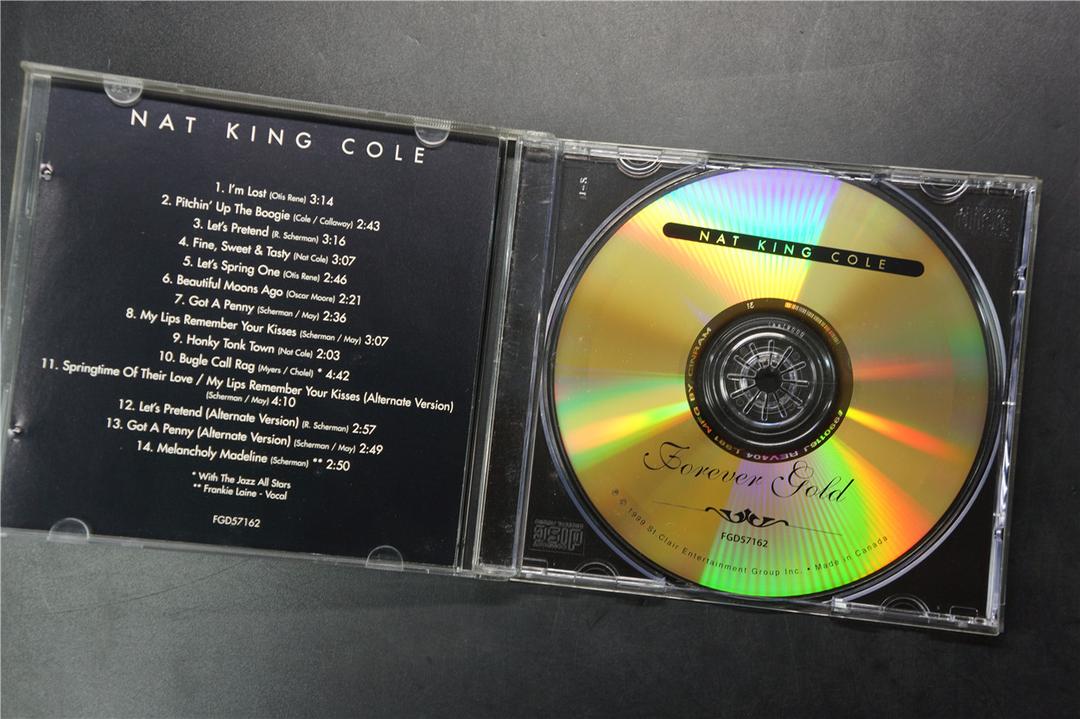 NAT KING COLE
1. I'm Lost (Otis Rene) 3:14
2. Pitchin' Up The Boogie (Cole / Calloway) 2:43
3. Let's Pretend (R. Scherman) 3:16
4. Fine, Sweet & Tasty (Nat Cole) 3:07
5. Let's Spring One (Otis Rene) 2:46
6. Beautiful Moons Ago (Oscar Moore) 2:21
7. Got A Penny (Scherman / May) 2:36
8. My Lips Remember Your Kisses (Scherman / May) 3:07
9. Honky Tonk Town (Nat Cole) 2:03
10. Bugle Call Rag (Myers / Cholel) * 4:42
11. Springtime Of Their Love / My Lips Remember Your Kisses (Alternate Version)
(Scherman / May) 4:10
12. Let's Pretend (Alternate Version) (R. Scherman) 2:57
13. Got A Penny (Alternate Version) (Scherman / May) 2:49
14. Melancholy Madeline (Scherman) ** 2:50
* With The Jazz All Stars
** Frankie Laine - Vocal
FGD57162
NAT KING COLE
MFG BY CINRAM
#990116J REV404
Forever Gold
FGD57162
℗ © 1999 St. Clair Entertainment Group Inc. • Made in Canada